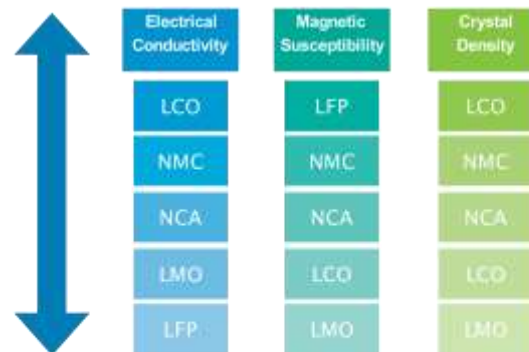 Electrical
Conductivity
Magnetic
Susceptibility
Crystal
Density
LCO
LFP
LCO
NMC
NMC
NMC
NCA
NCA
NCA
LMO
LCO
LCO
LFP
LMO
LMO